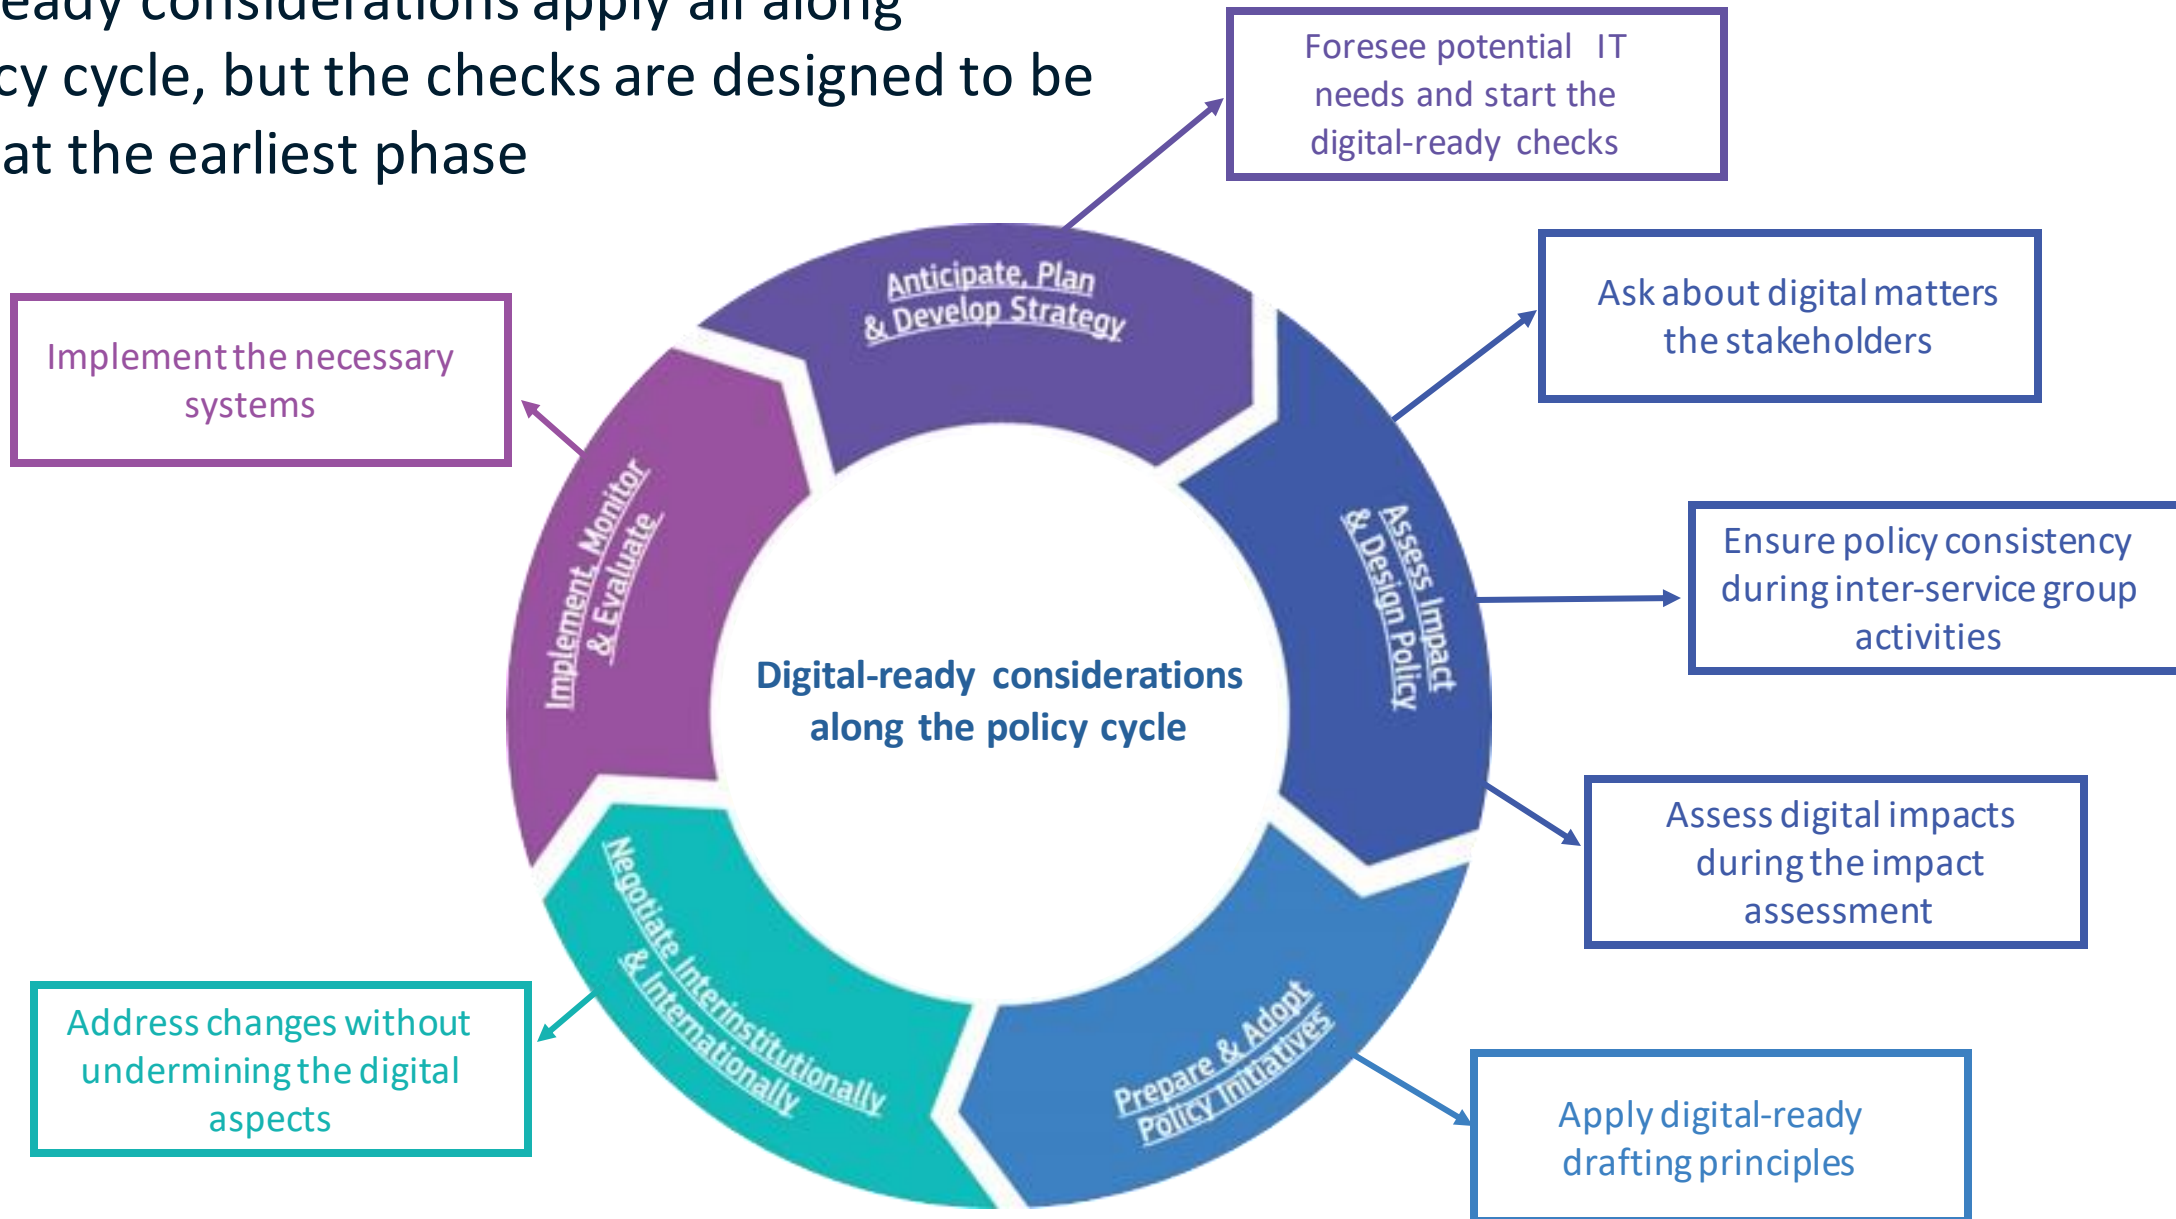 considerations apply all along
cycle, but the checks are designed to be
at the earliest phase
Foresee potential IT
needs and start the
digital-ready checks
Ask about digital matters
the stakeholders
Ensure policy consistency
during inter-service group
activities
Assess digital impacts
during the impact
assessment
Apply digital-ready
drafting principles
Address changes without
undermining the digital
aspects
Implement the necessary
systems
Anticipate, Plan
& Develop Strategy
Assess Impact
& Design Policy
Prepare & Adopt
Policy Initiatives
Negotiate Interinstitutionally
& Internationally
Implement, Monitor
& Evaluate
Digital-ready considerations
along the policy cycle